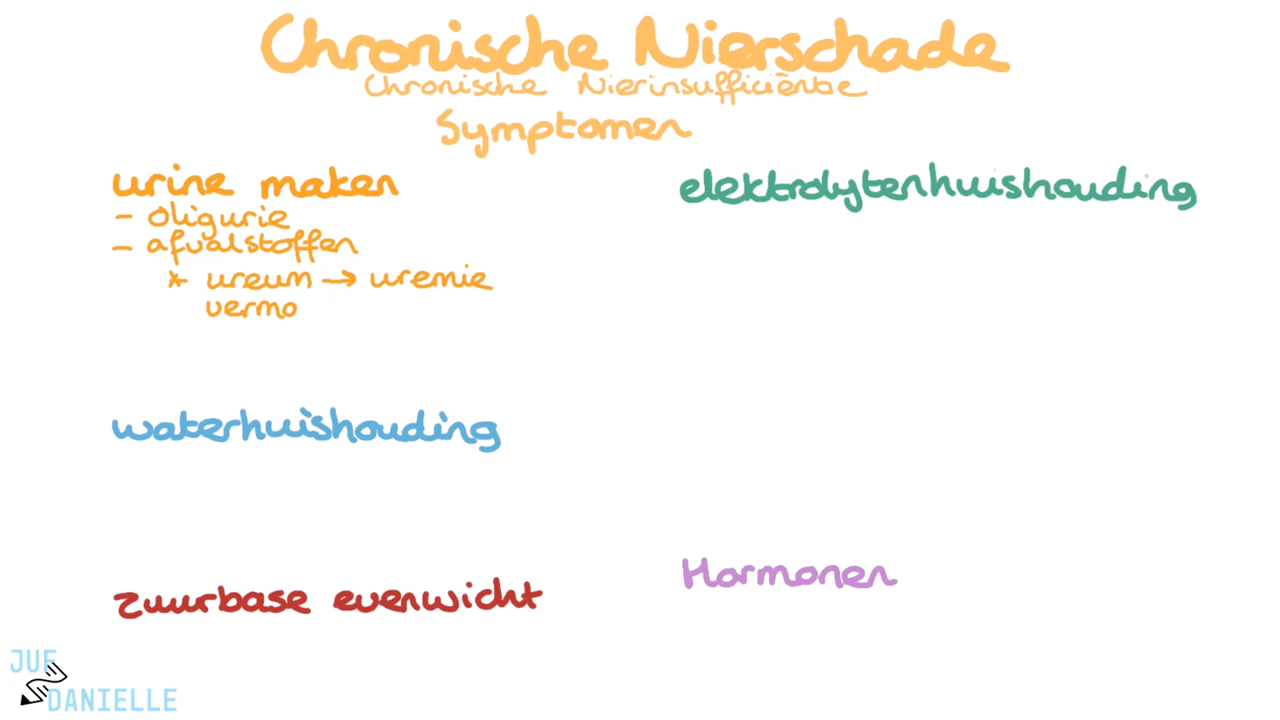 Chronische Nierschade
Chronische Nierinsufficiëntie
Symptomen
urine maken
- oligurie
- afvalstoffen
* ureum → uremie
vermo
waterhuishouding
zuurbase evenwicht
elektrolytenhuishouding
Hormonen
JUF
DANIELLE